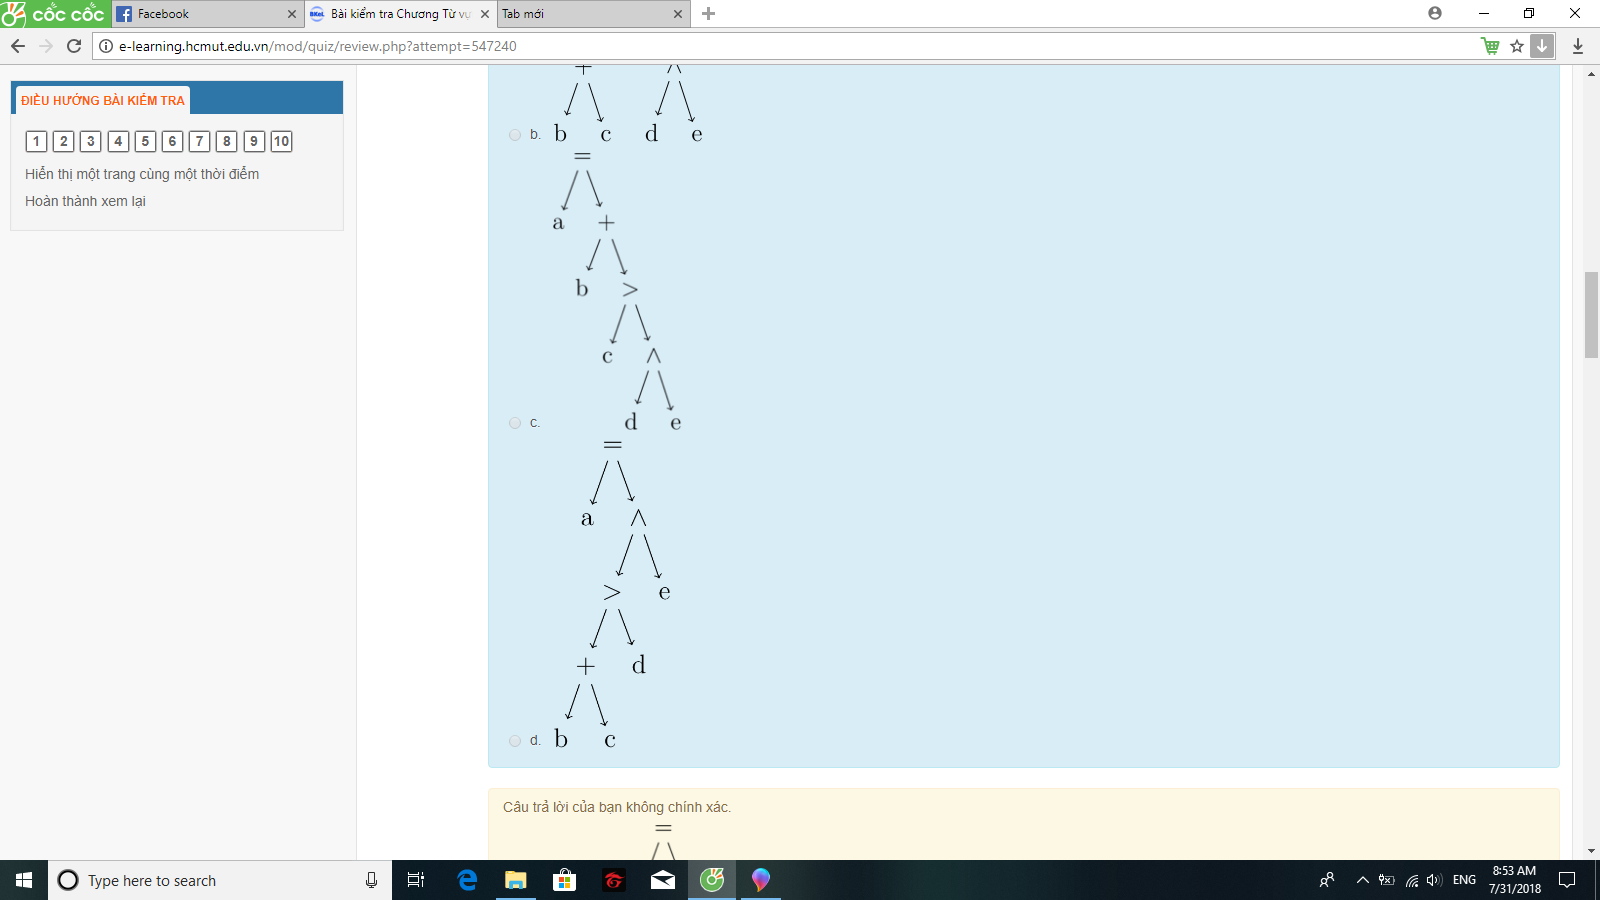 cốc cốc
Facebook
Bài kiểm tra Chương Từ vự
Tab mới
e-learning.hcmut.edu.vn/mod/quiz/review.php?attempt=547240
ĐIỀU HƯỚNG BÀI KIỂM TRA
1 2 3 4 5 6 7 8 9 10
Hiển thị một trang cùng một thời điểm
Hoàn thành xem lại
+ ^
b. b c d e
=
a +
b >
c ^
c. d e
=
a ^
> e
+ d
d. b c
Câu trả lời của bạn không chính xác.
=
Type here to search
ENG
8:53 AM
7/31/2018